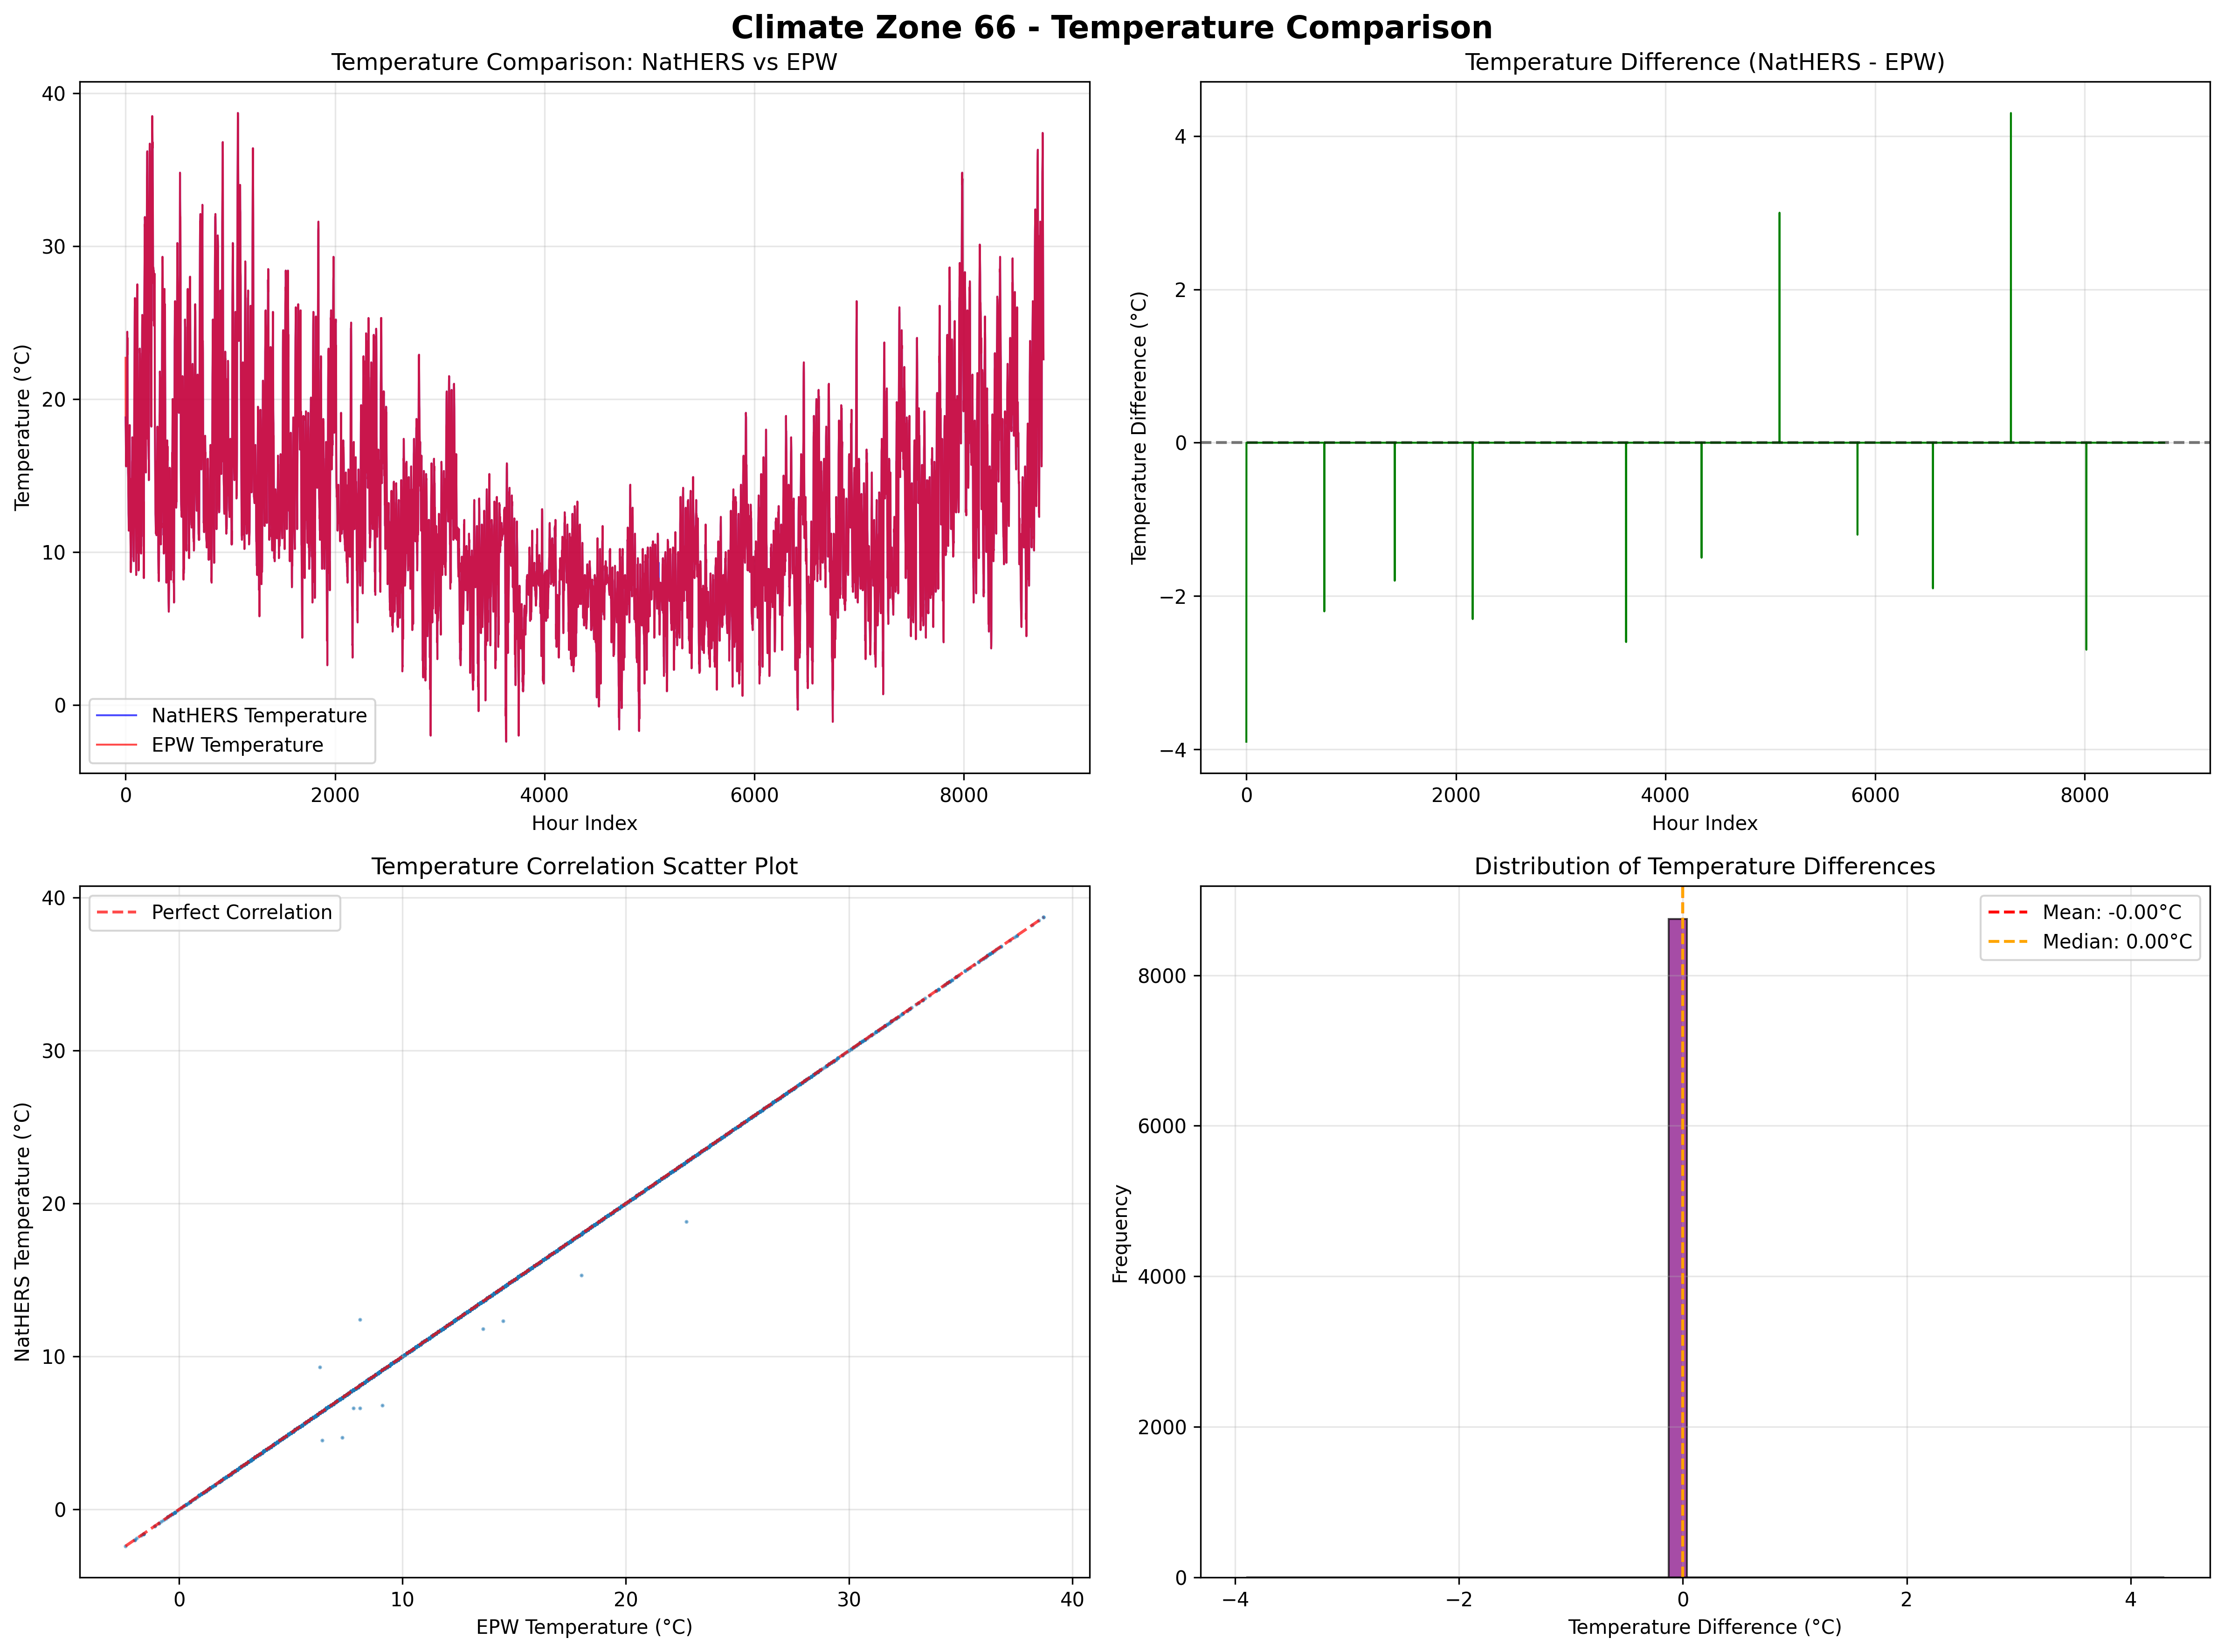 Climate Zone 66 - Temperature Comparison
Temperature Comparison: NatHERS vs EPW
40
30
20
10
0
Temperature (°C)
NatHERS Temperature
EPW Temperature
0 2000 4000 6000 8000
Hour Index
Temperature Difference (NatHERS - EPW)
4
2
0
−2
−4
Temperature Difference (°C)
0 2000 4000 6000 8000
Hour Index
Temperature Correlation Scatter Plot
Perfect Correlation
40
30
20
10
0
NatHERS Temperature (°C)
0 10 20 30 40
EPW Temperature (°C)
Distribution of Temperature Differences
Mean: -0.00°C
Median: 0.00°C
8000
6000
4000
2000
0
Frequency
−4 −2 0 2 4
Temperature Difference (°C)